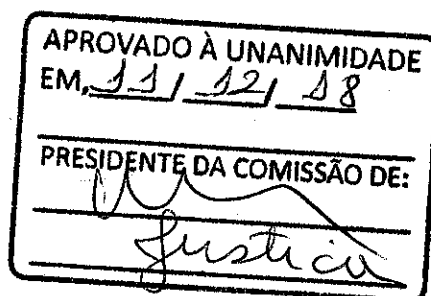 APROVADO À UNANIMIDADE
EM, 11 / 12 / 18
PRESIDENTE DA COMISSÃO DE:
Justiça